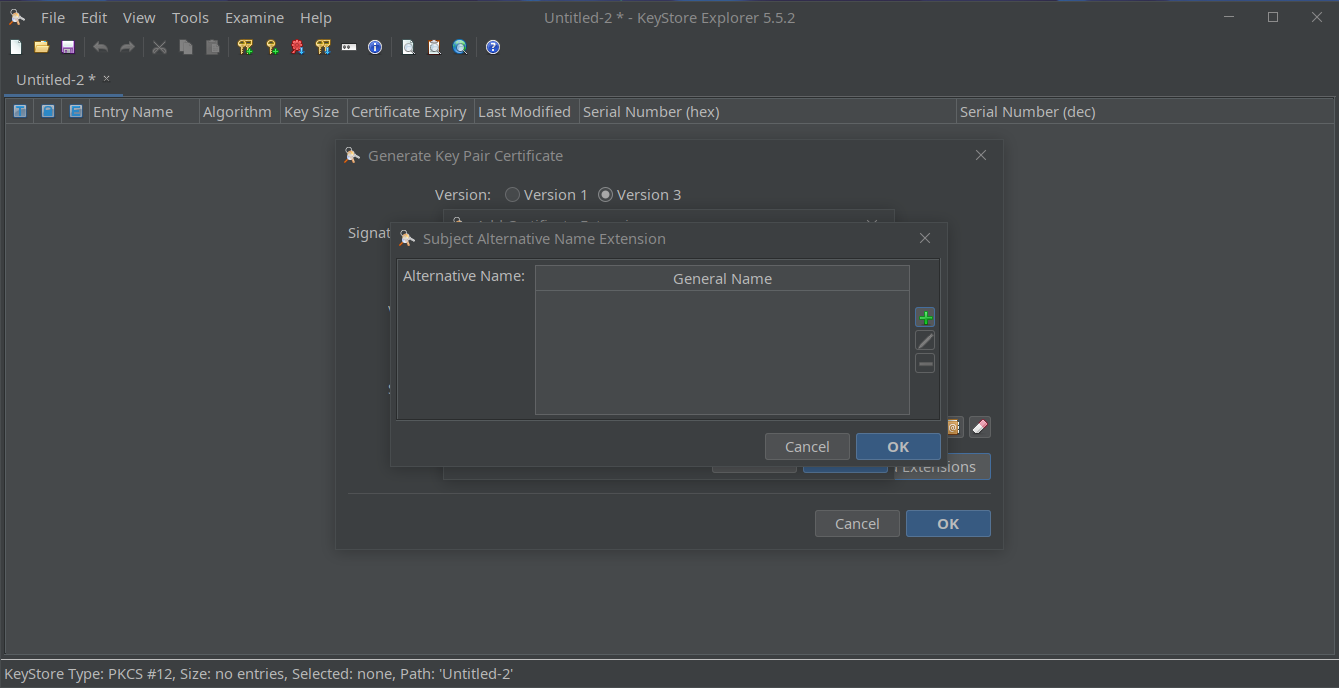 File Edit View Tools Examine Help Untitled-2 * - KeyStore Explorer 5.5.2
Untitled-2 *
Entry Name Algorithm Key Size Certificate Expiry Last Modified Serial Number (hex) Serial Number (dec)
Generate Key Pair Certificate
Version: Version 1 Version 3
Signat
Subject Alternative Name Extension
Alternative Name: General Name
Cancel OK
Extensions
Cancel OK
KeyStore Type: PKCS #12, Size: no entries, Selected: none, Path: 'Untitled-2'